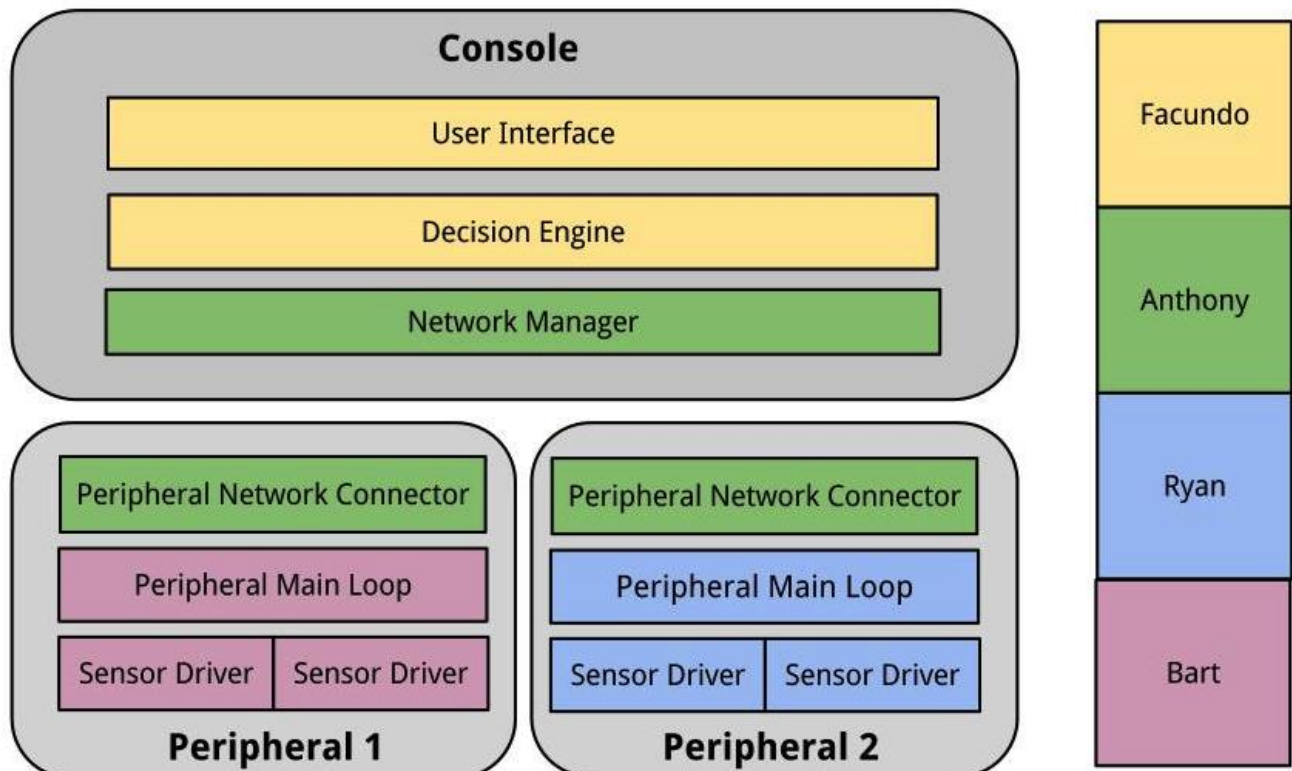 Console
User Interface
Decision Engine
Network Manager
Peripheral Network Connector
Peripheral Main Loop
Sensor Driver
Sensor Driver
Peripheral 1
Peripheral Network Connector
Peripheral Main Loop
Sensor Driver
Sensor Driver
Peripheral 2
Facundo
Anthony
Ryan
Bart